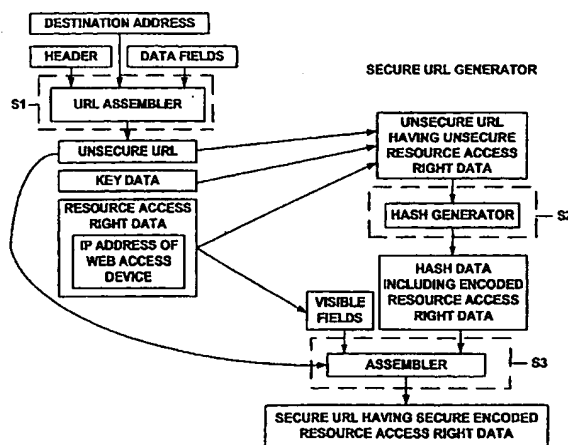 DESTINATION ADDRESS
HEADER
DATA FIELDS
SECURE URL GENERATOR
S1
URL ASSEMBLER
UNSECURE URL
KEY DATA
RESOURCE ACCESS
RIGHT DATA
IP ADDRESS OF
WEB ACCESS
DEVICE
UNSECURE URL
HAVING UNSECURE
RESOURCE ACCESS
RIGHT DATA
HASH GENERATOR
S2
HASH DATA
INCLUDING ENCODED
RESOURCE ACCESS
RIGHT DATA
VISIBLE
FIELDS
ASSEMBLER
S3
SECURE URL HAVING SECURE ENCODED
RESOURCE ACCESS RIGHT DATA